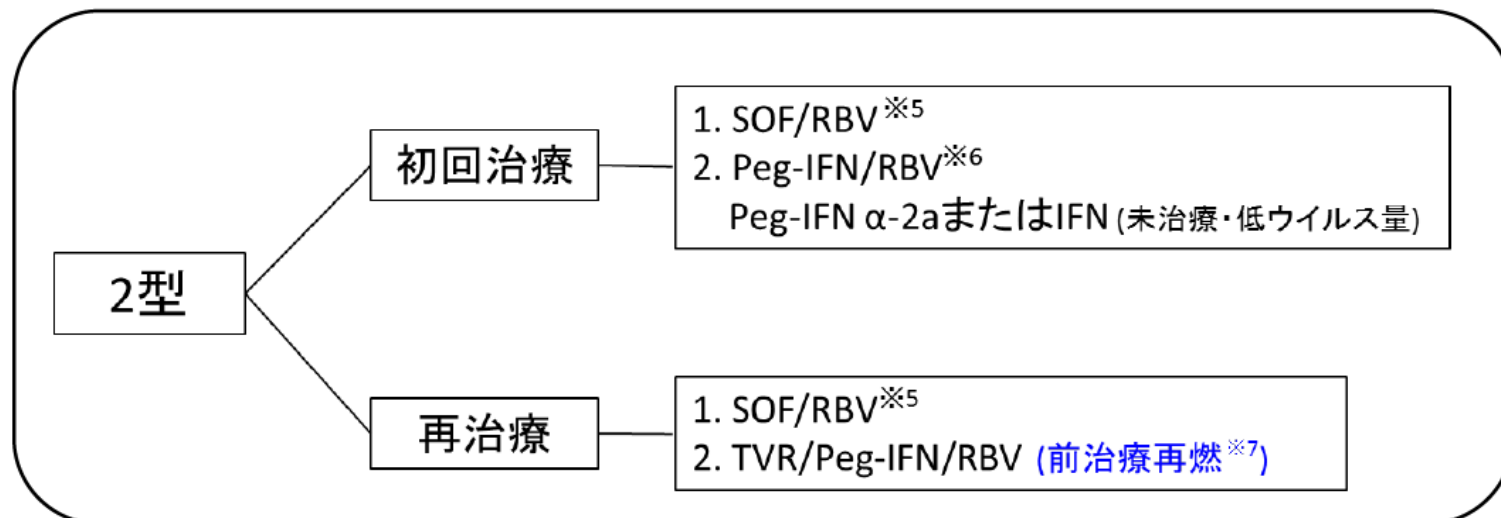 2型
初回治療
1. SOF/RBV※5
2. Peg-IFN/RBV※6
Peg-IFN α-2aまたはIFN (未治療・低ウイルス量)
再治療
1. SOF/RBV※5
2. TVR/Peg-IFN/RBV (前治療再燃※7)